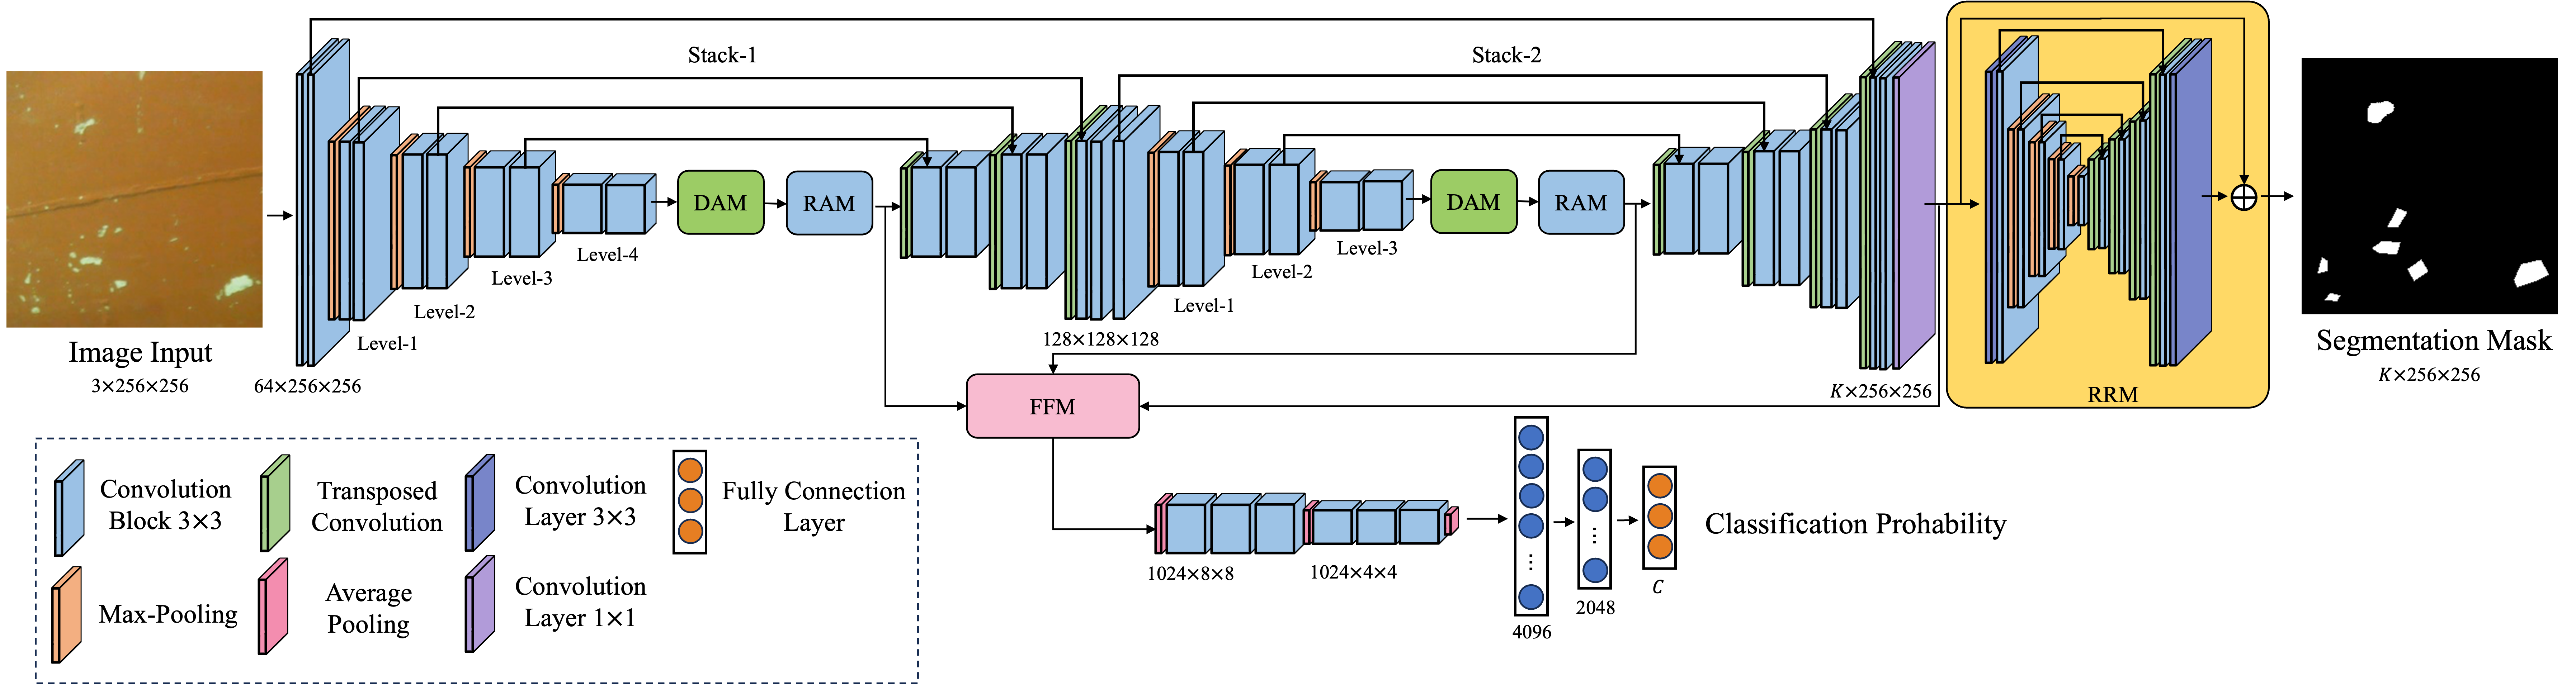 Stack-1
Stack-2
DAM
RAM
DAM
RAM
Level-4
Level-3
Level-3
Level-2
Level-2
Level-1
Level-1
128×128×128
Image Input
3×256×256
64×256×256
K×256×256
RRM
Segmentation Mask
K×256×256
FFM
Convolution
Block 3×3
Transposed
Convolution
Convolution
Layer 3×3
Fully Connection
Layer
Max-Pooling
Average
Pooling
Convolution
Layer 1×1
1024×8×8
1024×4×4
...
4096
...
2048
C
Classification Prohability